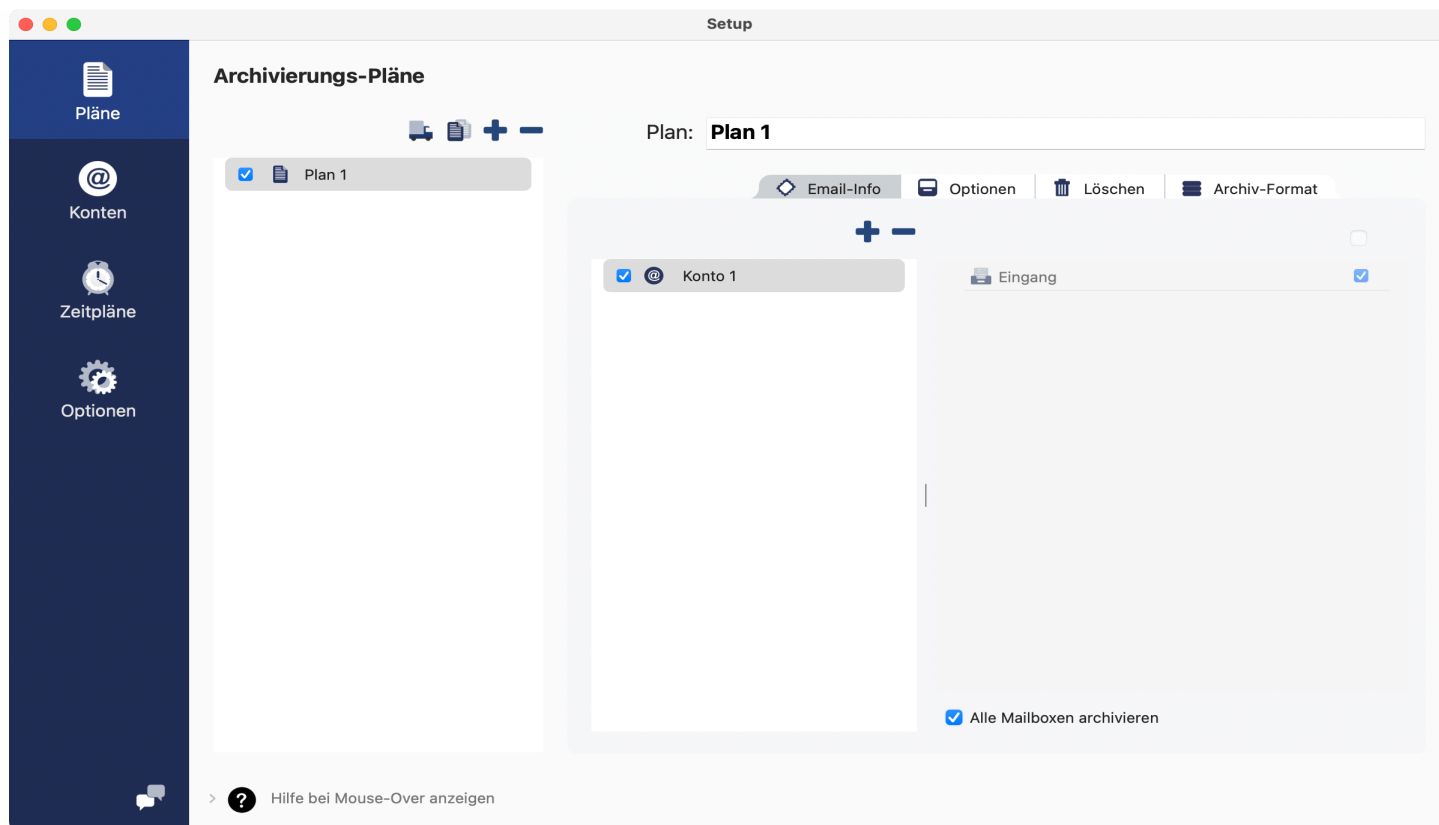 Setup
Pläne
Konten
Zeitpläne
Optionen
Archivierungs-Pläne
Plan 1
Plan: Plan 1
Email-Info Optionen Löschen Archiv-Format
Konto 1
Eingang
Alle Mailboxen archivieren
? Hilfe bei Mouse-Over anzeigen